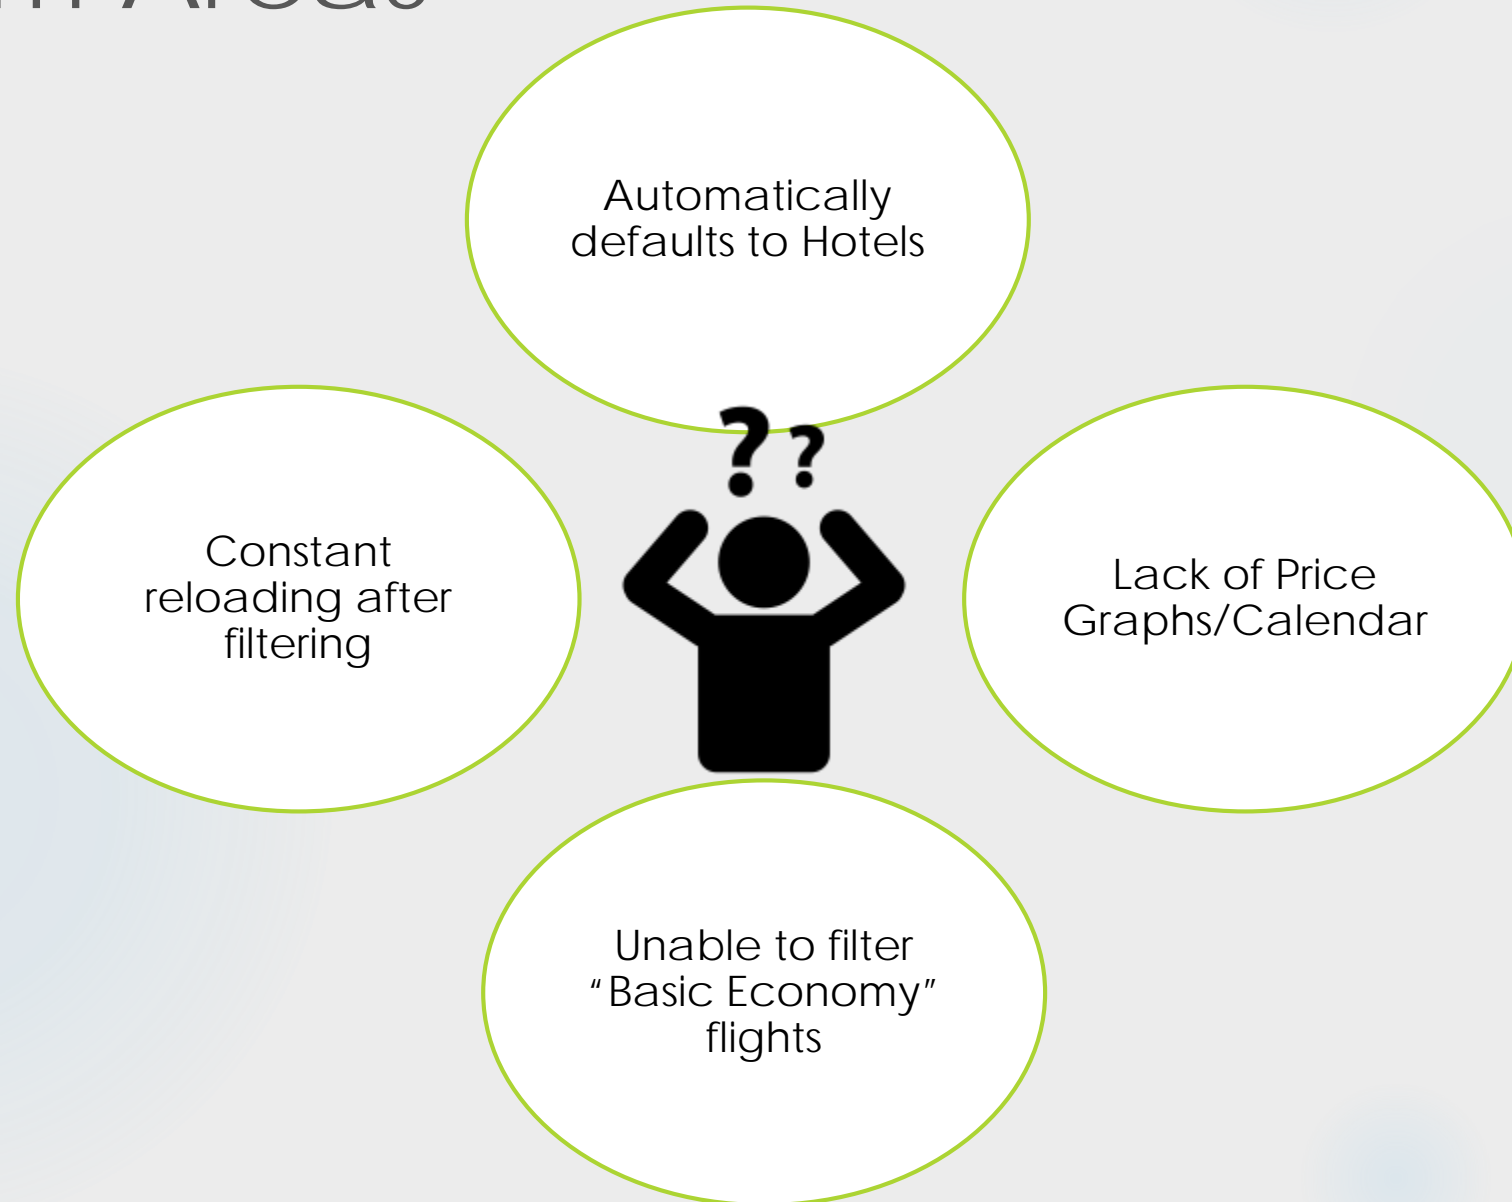 Areas
Automatically
defaults to Hotels
??
Constant
reloading after
filtering
Lack of Price
Graphs/Calendar
Unable to filter
“Basic Economy”
flights